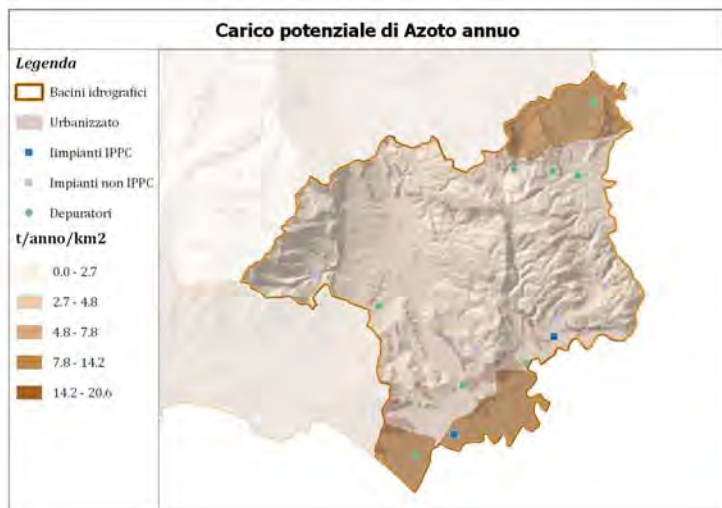 Carico potenziale di Azoto annuo
Legenda
Bacini idrografici
Urbanizzato
Iimpianti IPPC
Impianti non IPPC
Depuratori
t/anno/km2
0.0 - 2.7
2.7 - 4.8
4.8 - 7.8
7.8 - 14.2
14.2 - 20.6